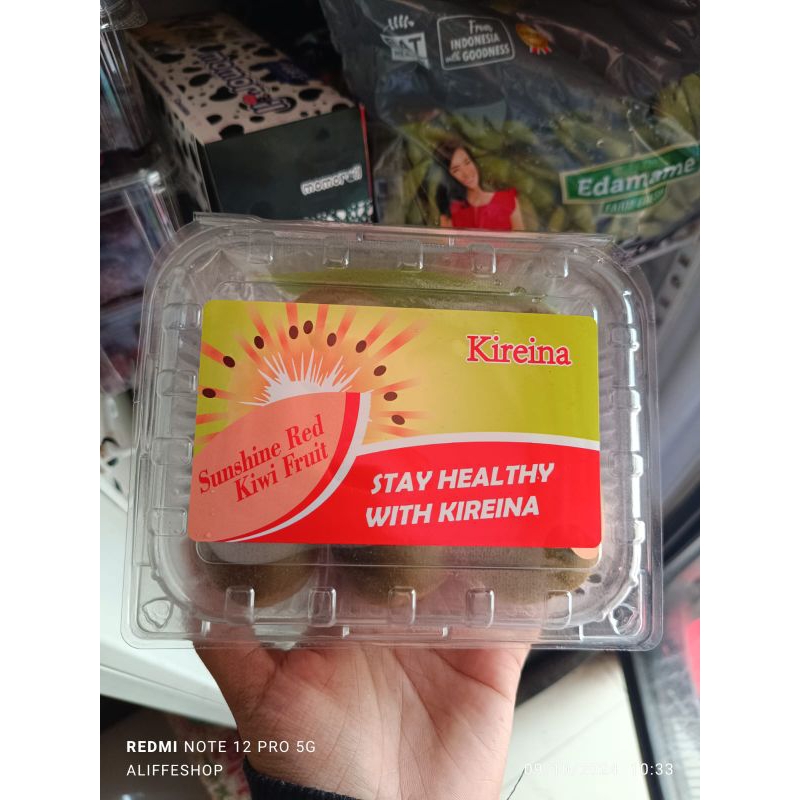 From
INDONESIA
with GOODNESS
Edamame
Kireina
Sunshine Red
Kiwi Fruit
STAY HEALTHY
WITH KIREINA
REDMI NOTE 12 PRO 5G
ALIFFESHOP